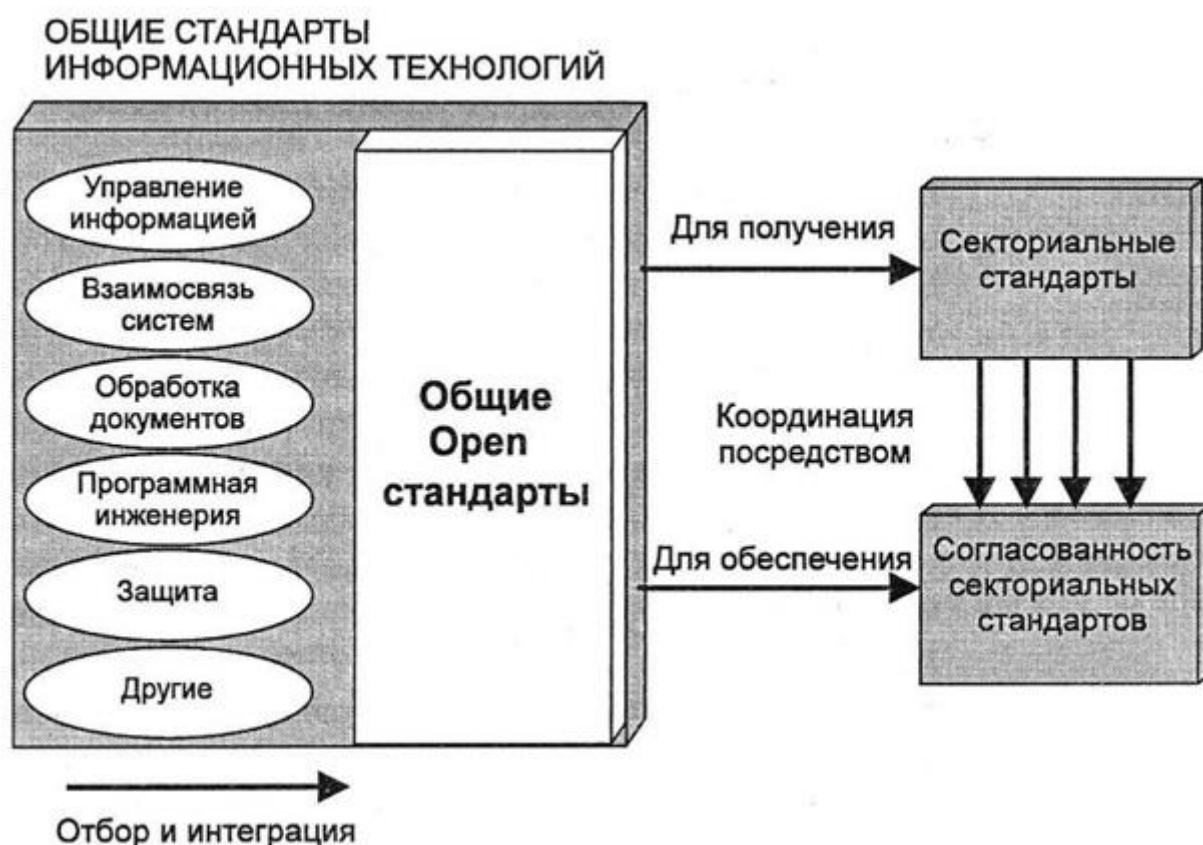 ОБЩИЕ СТАНДАРТЫ
ИНФОРМАЦИОННЫХ ТЕХНОЛОГИЙ
Управление
информацией
Взаимосвязь
систем
Обработка
документов
Программная
инженерия
Защита
Другие
Общие
Open
стандарты
Отбор и интеграция
Для получения
Секториальные
стандарты
Координация
посредством
Для обеспечения
Согласованность
секториальных
стандартов